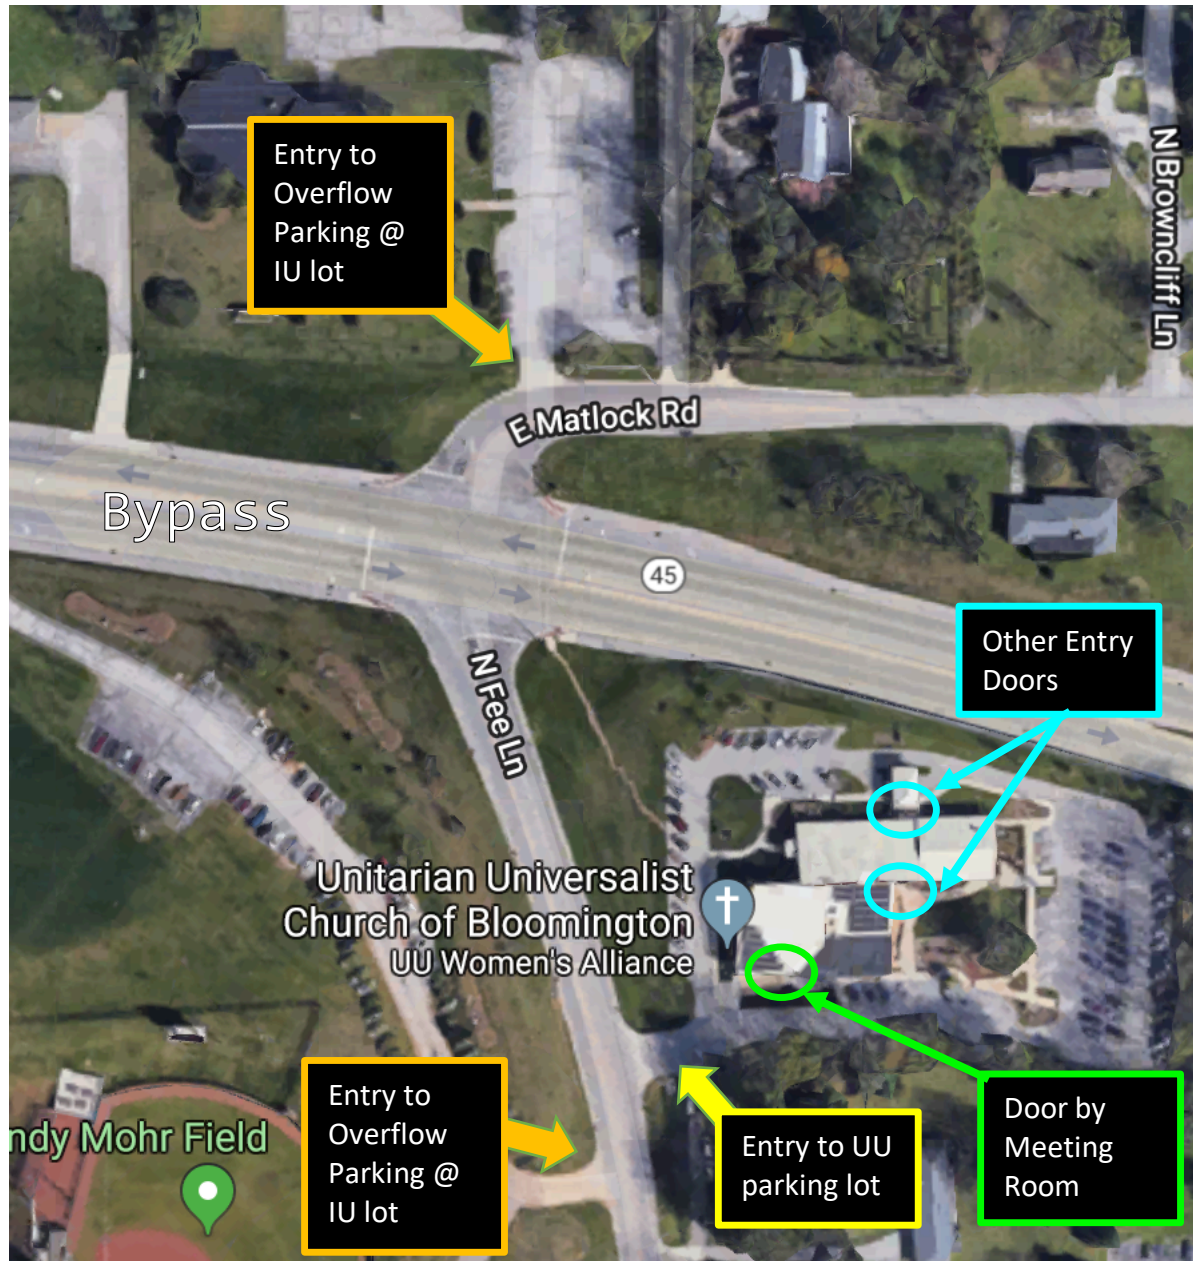 Entry to
Overflow
Parking @
IU lot
N Browncliff Ln
E Matlock Rd
Bypass
45
Other Entry
Doors
N Fee Ln
Unitarian Universalist
Church of Bloomington
UU Women's Alliance
Entry to
Overflow
Parking @
IU lot
Entry to UU
parking lot
Door by
Meeting
Room
ndy Mohr Field